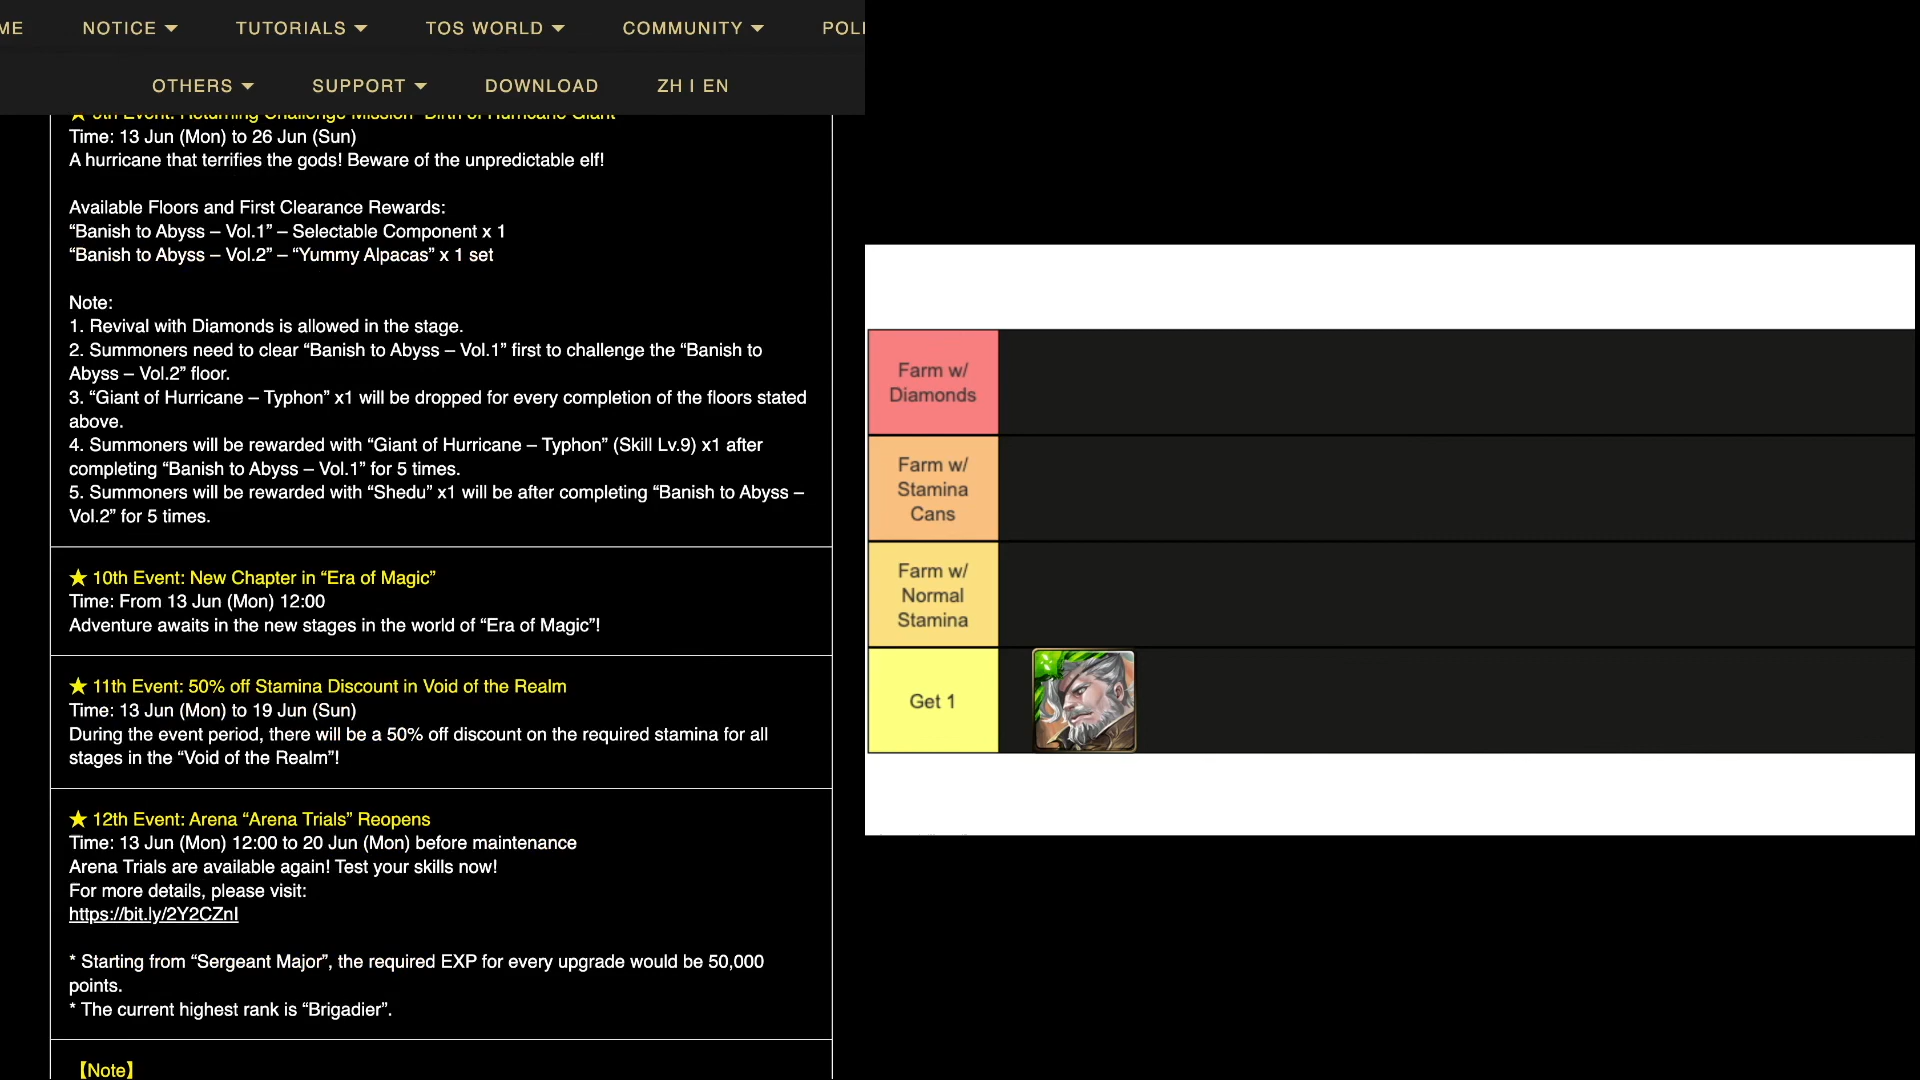 ME
NOTICE
TUTORIALS
TOS WORLD
COMMUNITY
POLI
OTHERS
SUPPORT
DOWNLOAD
ZH I EN
★ 9th Event: Returning Challenge Mission "Birth of Hurricane Giant"
Time: 13 Jun (Mon) to 26 Jun (Sun)
A hurricane that terrifies the gods! Beware of the unpredictable elf!
Available Floors and First Clearance Rewards:
“Banish to Abyss – Vol.1” – Selectable Component x 1
“Banish to Abyss – Vol.2” – “Yummy Alpacas” x 1 set
Note:
1. Revival with Diamonds is allowed in the stage.
2. Summoners need to clear “Banish to Abyss – Vol.1” first to challenge the “Banish to
Abyss – Vol.2” floor.
3. “Giant of Hurricane – Typhon” x1 will be dropped for every completion of the floors stated
above.
4. Summoners will be rewarded with “Giant of Hurricane – Typhon” (Skill Lv.9) x1 after
completing “Banish to Abyss – Vol.1” for 5 times.
5. Summoners will be rewarded with “Shedu” x1 will be after completing “Banish to Abyss –
Vol.2” for 5 times.
★ 10th Event: New Chapter in “Era of Magic”
Time: From 13 Jun (Mon) 12:00
Adventure awaits in the new stages in the world of “Era of Magic”!
★ 11th Event: 50% off Stamina Discount in Void of the Realm
Time: 13 Jun (Mon) to 19 Jun (Sun)
During the event period, there will be a 50% off discount on the required stamina for all
stages in the “Void of the Realm”!
★ 12th Event: Arena “Arena Trials” Reopens
Time: 13 Jun (Mon) 12:00 to 20 Jun (Mon) before maintenance
Arena Trials are available again! Test your skills now!
For more details, please visit:
https://bit.ly/2Y2CZnI
* Starting from “Sergeant Major”, the required EXP for every upgrade would be 50,000
points.
* The current highest rank is “Brigadier”.
【Note】
Farm w/
Diamonds
Farm w/
Stamina
Cans
Farm w/
Normal
Stamina
Get 1